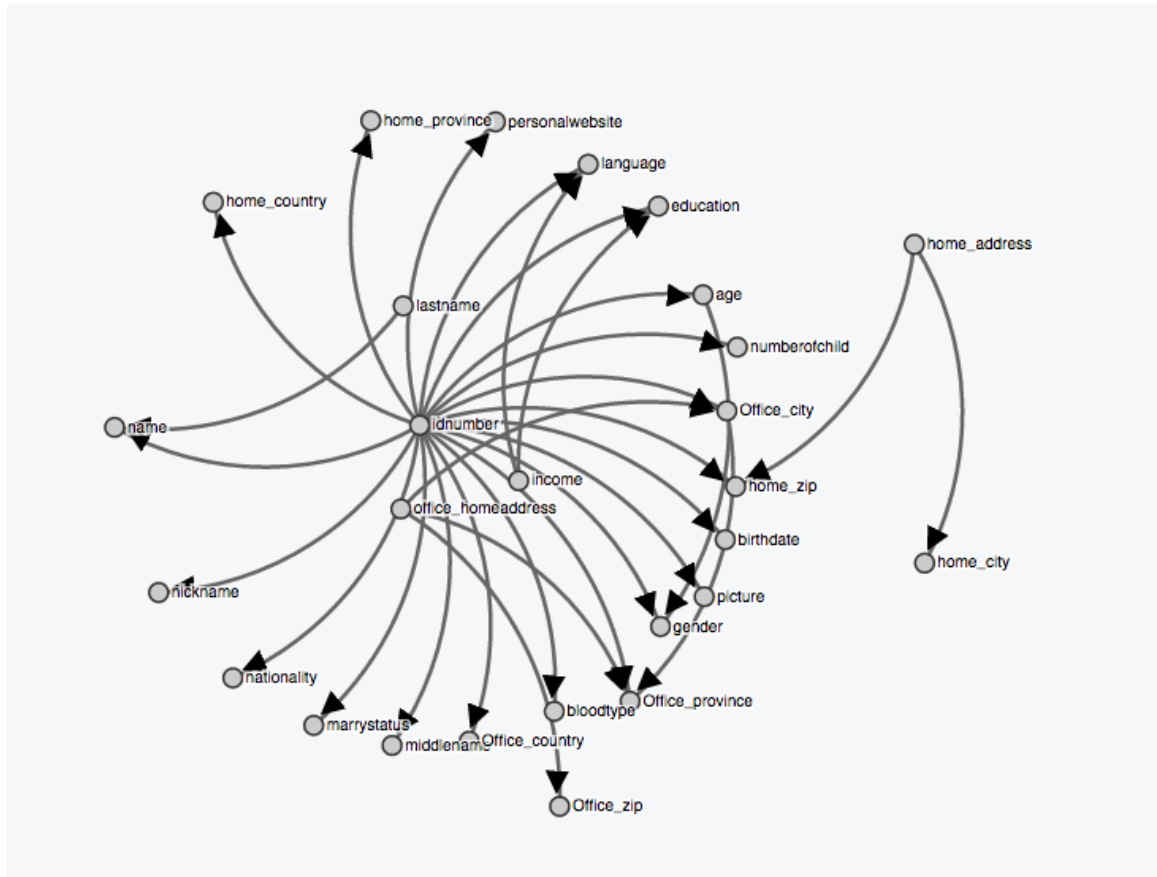 home_province
personalwebsite
language
education
home_country
home_address
age
lastname
numberofchild
Office_city
name
idnumber
income
home_zip
office_homeaddress
birthdate
home_city
nickname
picture
gender
nationality
Office_province
bloodtype
marrystatus
Office_country
middlename
Office_zip